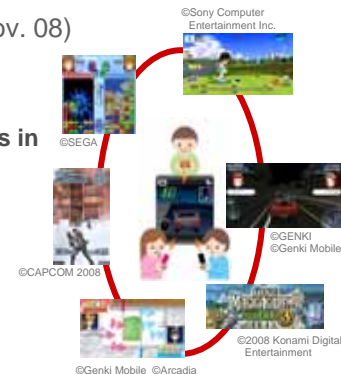 ov. 08)
©Sony Computer
Entertainment Inc.
s in
©SEGA
©GENKI
©Genki Mobile
©CAPCOM 2008
©2008 Konami Digital
Entertainment
©Genki Mobile ©Arcadia